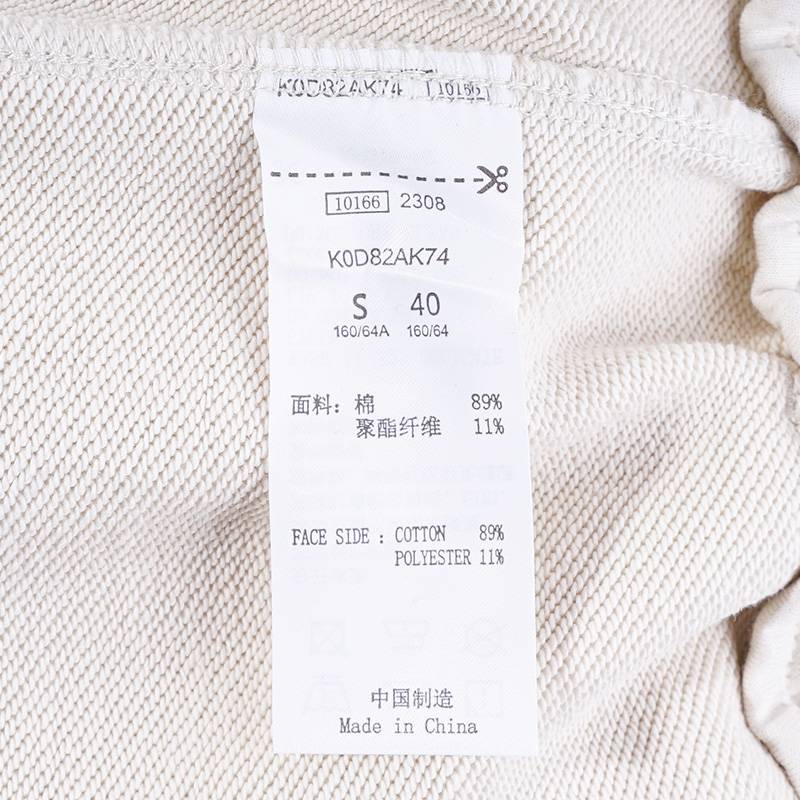 K0D82AK74 10166
10166 2308
K0D82AK74
S 40
160/64A 160/64
面料：棉 89%
聚酯纤维 11%
FACE SIDE : COTTON 89%
POLYESTER 11%
中国制造
Made in China